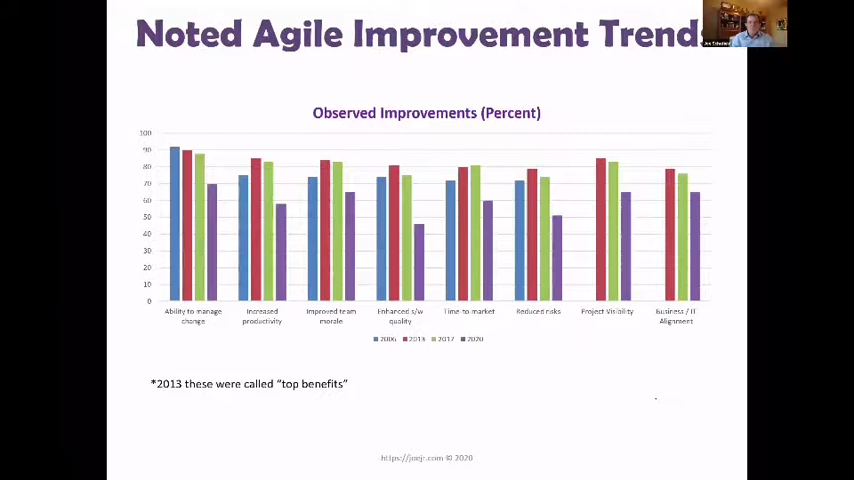 Noted Agile Improvement Trend
Observed Improvements (Percent)
100
90
80
70
60
50
40
30
20
10
0
Ability to manage change
Increased productivity
Improved team morale
Enhanced s/w quality
Time-to market
Reduced risks
Project Visibility
Business / IT Alignment
2006 2013 2017 2020
*2013 these were called “top benefits”
https://joejr.com © 2020